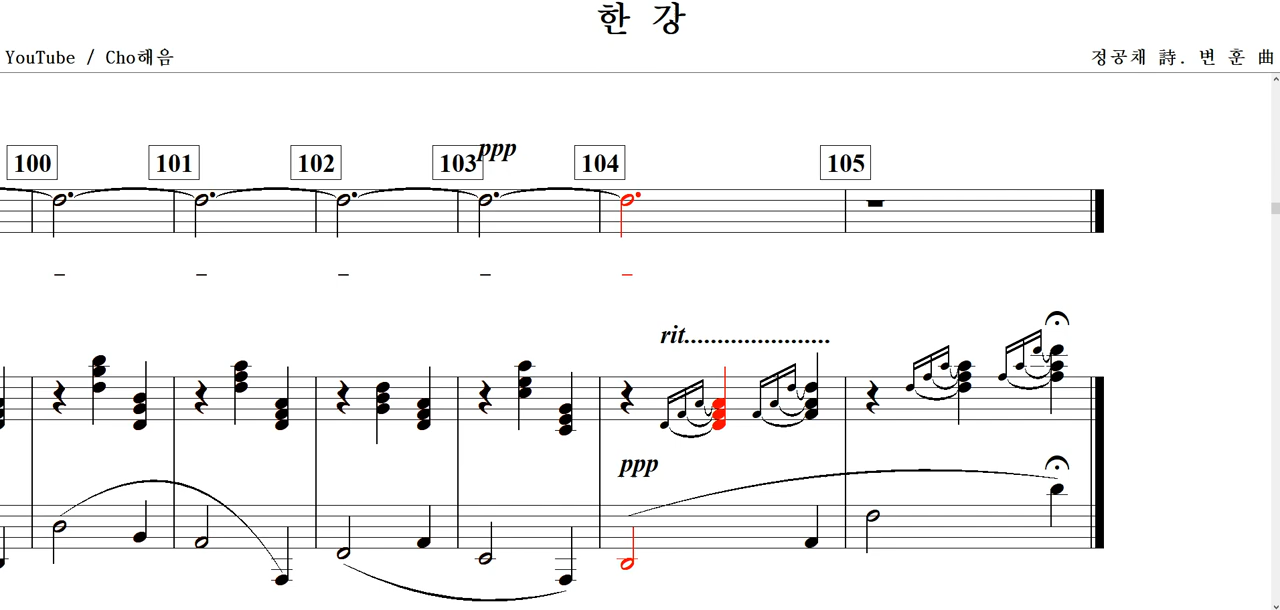 한 강
YouTube / Cho해음
정공채 詩. 변 훈 曲
100 101 102 103 ppp 104 105
– – – – –
rit......................
ppp